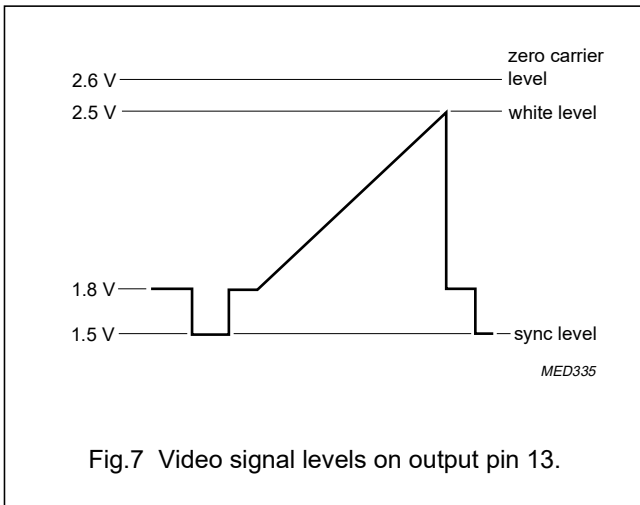 zero carrier
2.6 V level
2.5 V white level
1.8 V
1.5 V sync level
MED335
Fig.7 Video signal levels on output pin 13.